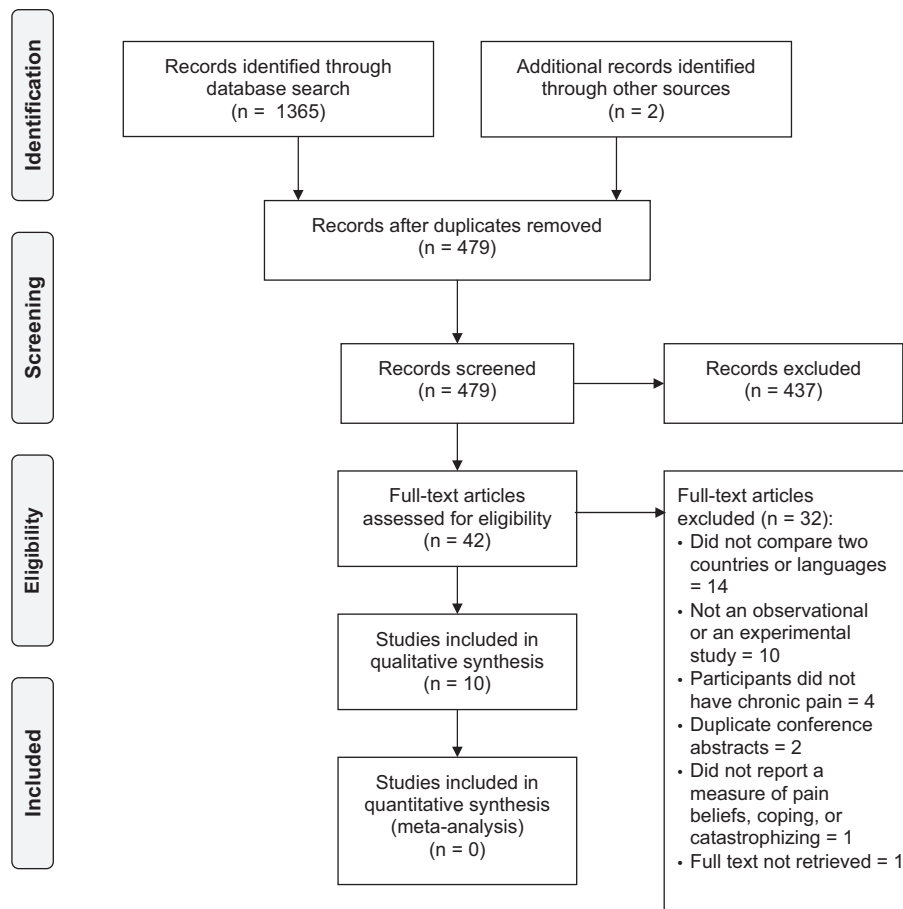 Identification
Records identified through
database search
(n = 1365)
Additional records identified
through other sources
(n = 2)
Records after duplicates removed
(n = 479)
Screening
Records screened
(n = 479)
Records excluded
(n = 437)
Eligibility
Full-text articles
assessed for eligibility
(n = 42)
Full-text articles
excluded (n = 32):
• Did not compare two
countries or languages
= 14
• Not an observational
or an experimental
study = 10
• Participants did not
have chronic pain = 4
• Duplicate conference
abstracts = 2
• Did not report a
measure of pain
beliefs, coping, or
catastrophizing = 1
• Full text not retrieved = 1
Studies included in
qualitative synthesis
(n = 10)
Included
Studies included in
quantitative synthesis
(meta-analysis)
(n = 0)